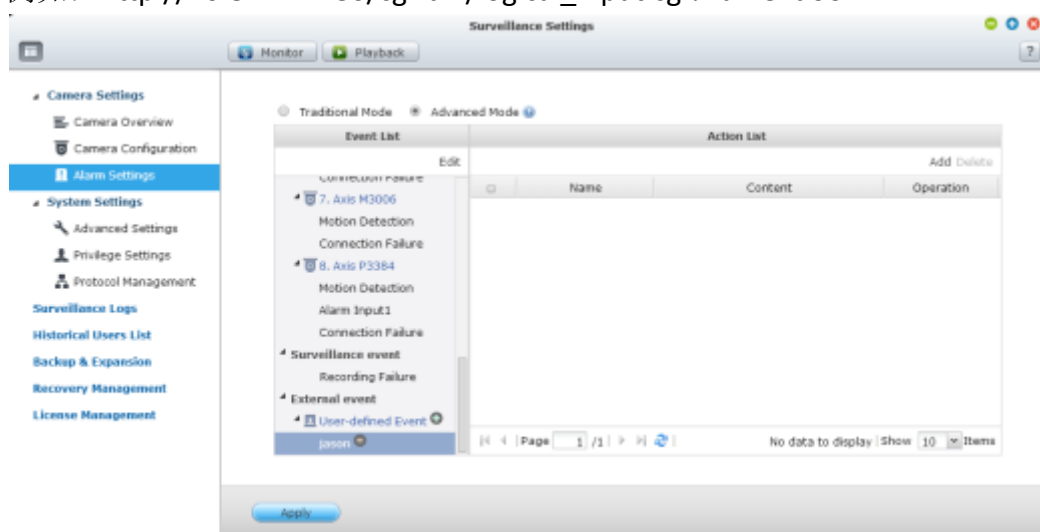 Surveillance Settings
Monitor
Playback
?
Camera Settings
Camera Overview
Camera Configuration
Alarm Settings
System Settings
Advanced Settings
Privilege Settings
Protocol Management
Surveillance Logs
Historical Users List
Backup & Expansion
Recovery Management
License Management
Traditional Mode Advanced Mode
Event List
Edit
Connection Failure
7. Axis M3006
Motion Detection
Connection Failure
8. Axis P3384
Motion Detection
Alarm Input1
Connection Failure
Surveillance event
Recording Failure
External event
User-defined Event
jason
Action List
Add Delete
Name Content Operation
Page 1 /1
No data to display Show 10 Items
Apply